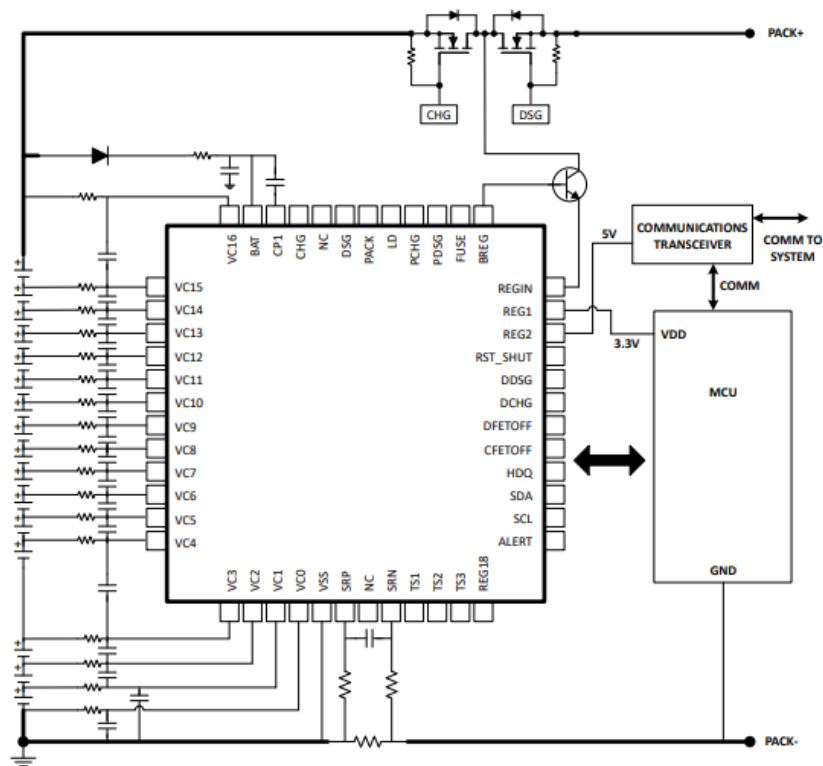 PACK+
CHG
DSG
VC16
BAT
CP1
CHG
NC
DSG
PACK
LD
PCHG
PDSG
FUSE
BREG
COMMUNICATIONS
TRANSCEIVER
COMM TO
SYSTEM
5V
COMM
VC15
VC14
VC13
VC12
VC11
VC10
VC9
VC8
VC7
VC6
VC5
VC4
REGIN
REG1
REG2
RST_SHUT
DDSG
DCHG
DFETOFF
CFETOFF
HDQ
SDA
SCL
ALERT
3.3V
VDD
MCU
GND
VC3
VC2
VC1
VC0
VSS
SRP
NC
SRN
TS1
TS2
TS3
REG18
PACK-